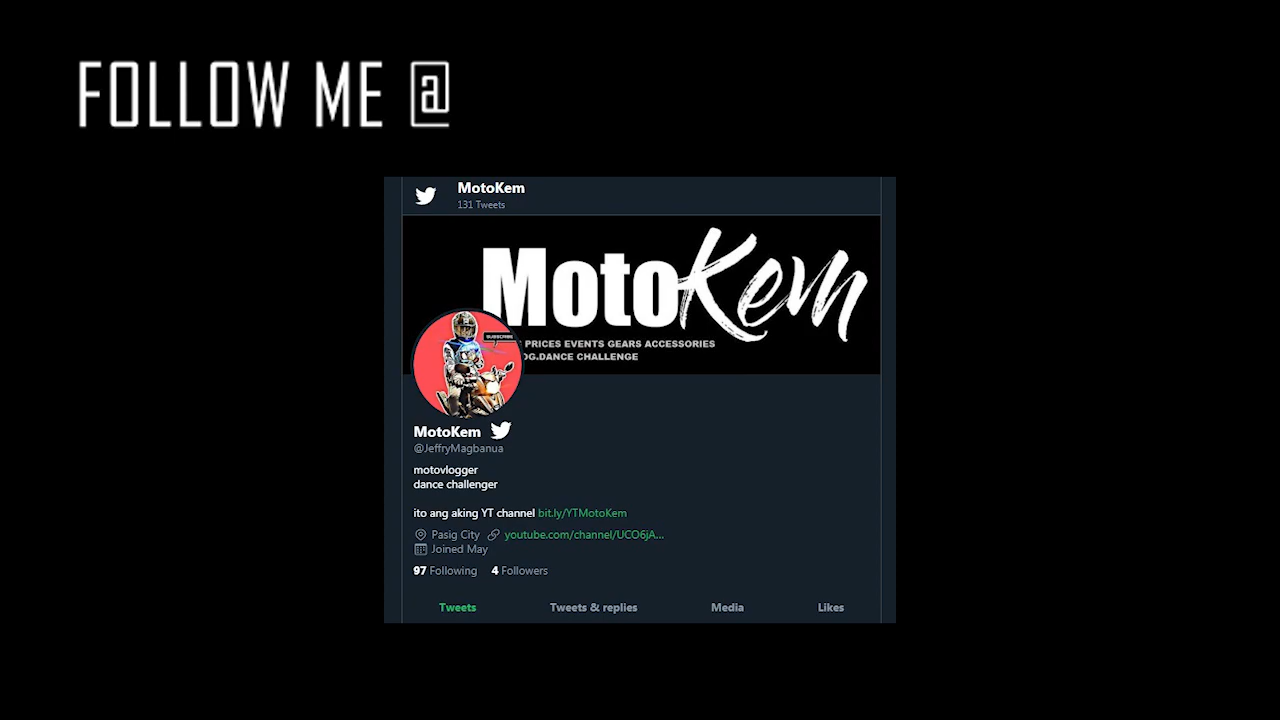 FOLLOW ME @
MotoKem
131 Tweets
MotoKem
PRICES EVENTS GEARS ACCESSORIES
OG.DANCE CHALLENGE
SUBSCRIBE
MotoKem
@JeffryMagbanua
motovlogger
dance challenger
ito ang aking YT channel bit.ly/YTMotoKem
Pasig City youtube.com/channel/UCO6jA...
Joined May
97 Following 4 Followers
Tweets Tweets & replies Media Likes